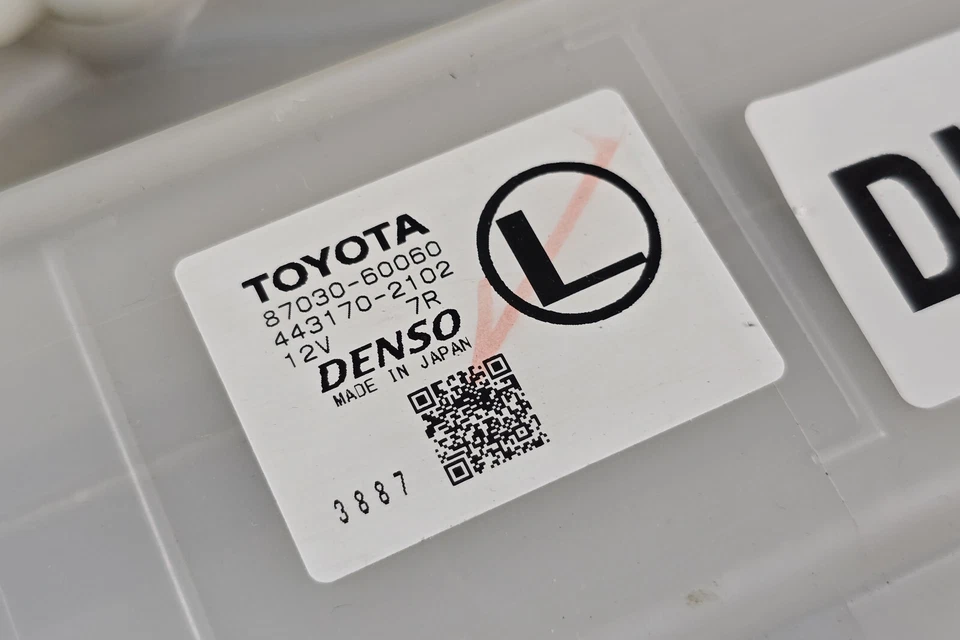 TOYOTA
87030-60060
443170-2102
12V 7R
DENSO
MADE IN JAPAN
L
3887